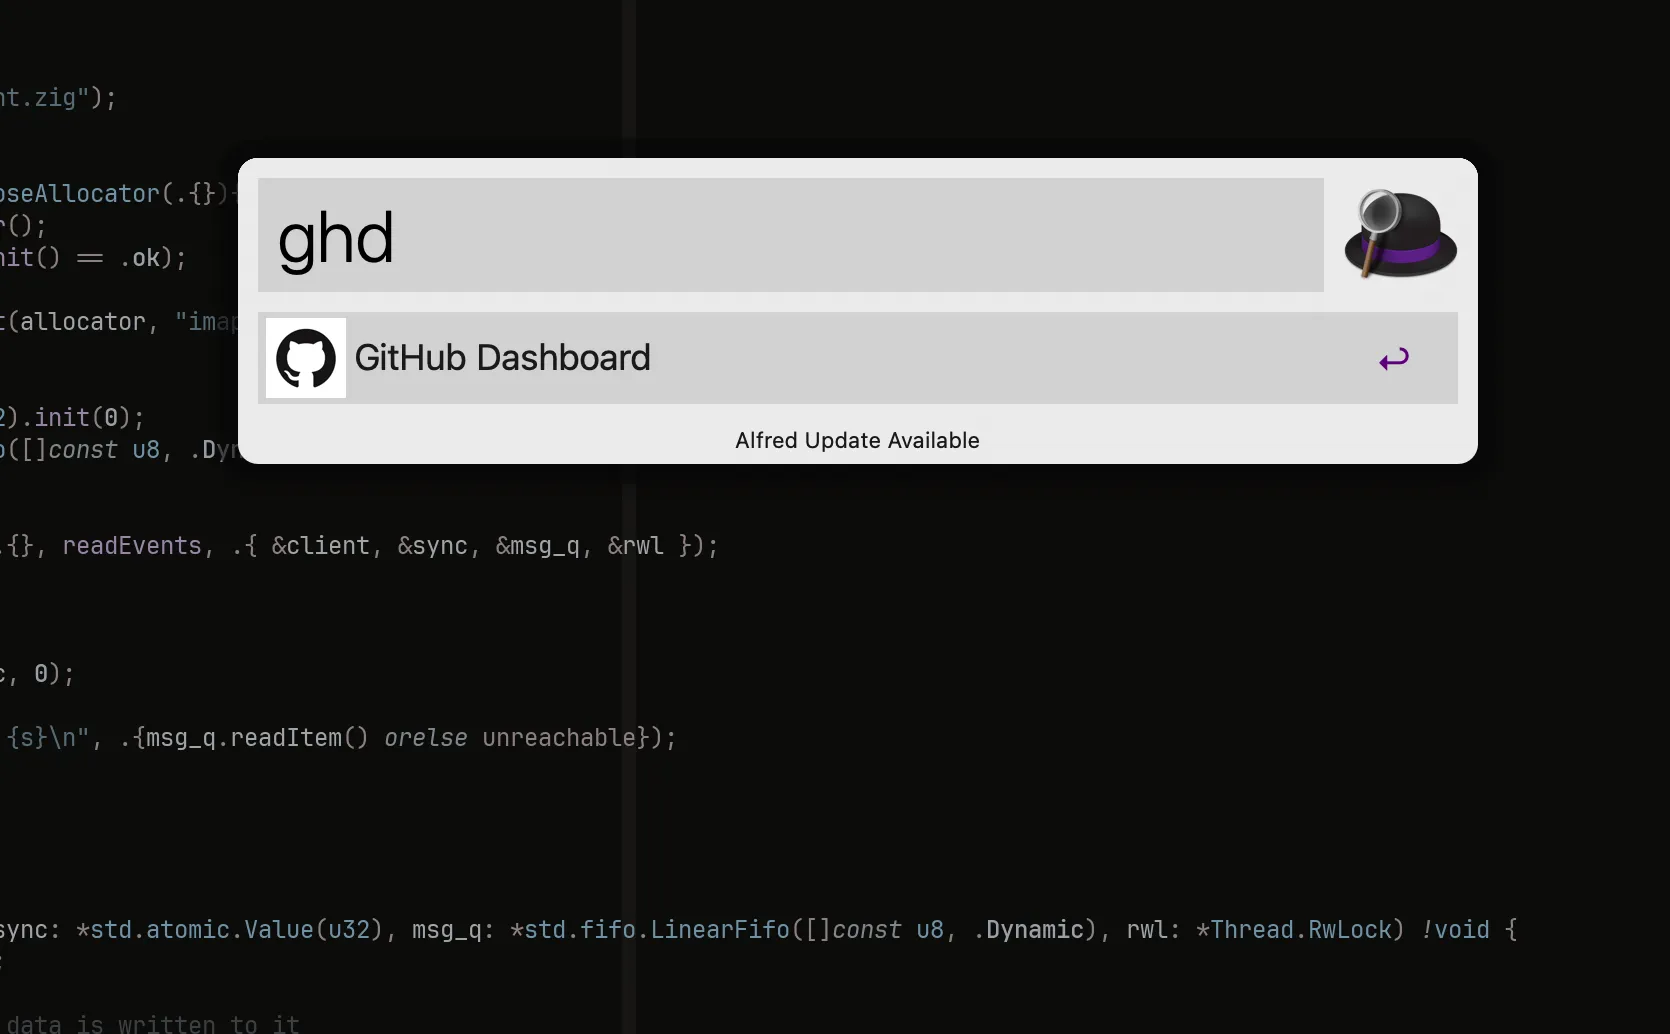 nt.zig");
oseAllocator(.{}){
r();
nit() == .ok);
t(allocator, "imap
2).init(0);
o([]const u8, .Dyn
ghd
GitHub Dashboard
Alfred Update Available
.{}, readEvents, .{ &client, &sync, &msg_q, &rwl });
c, 0);
{s}\n", .{msg_q.readItem() orelse unreachable});
sync: *std.atomic.Value(u32), msg_q: *std.fifo.LinearFifo([]const u8, .Dynamic), rwl: *Thread.RwLock) !void {
;
data is written to it